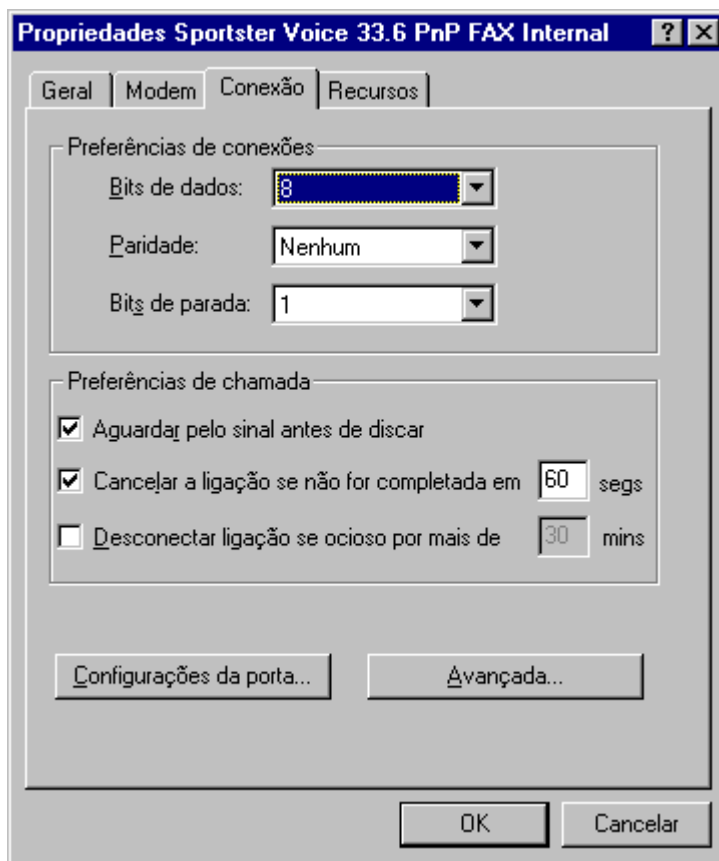 Propriedades Sportster Voice 33.6 PnP FAX Internal
Geral Modem Conexão Recursos
Preferências de conexões
Bits de dados: 8
Paridade: Nenhum
Bits de parada: 1
Preferências de chamada
Aguardar pelo sinal antes de discar
Cancelar a ligação se não for completada em 60 segs
Desconectar ligação se ocioso por mais de 30 mins
Configurações da porta... Avançada...
OK Cancelar